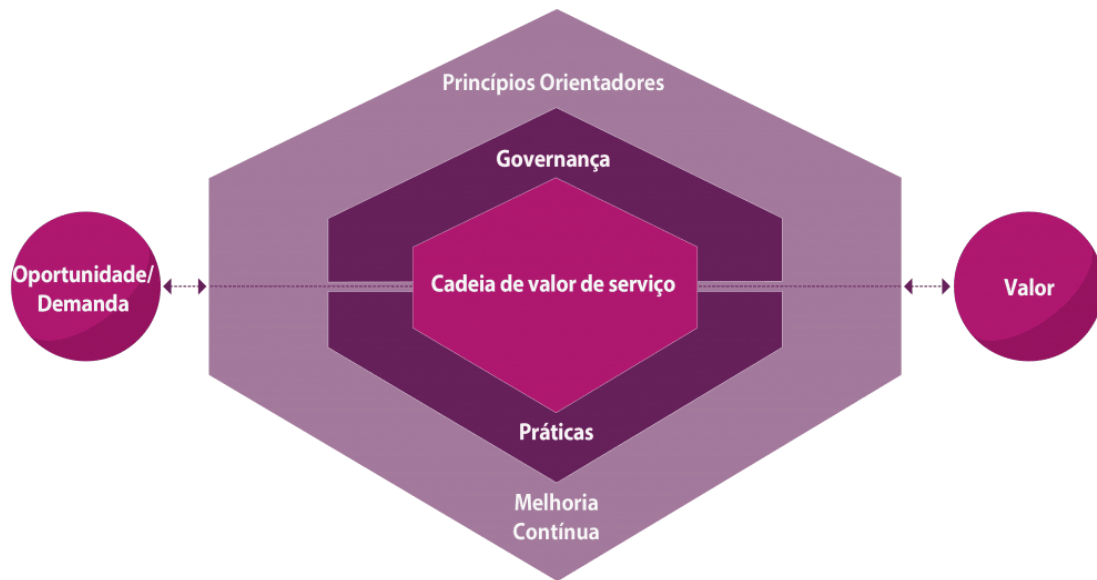 Princípios Orientadores
Governança
Oportunidade/
Demanda
Cadeia de valor de serviço
Valor
Práticas
Melhoria
Contínua